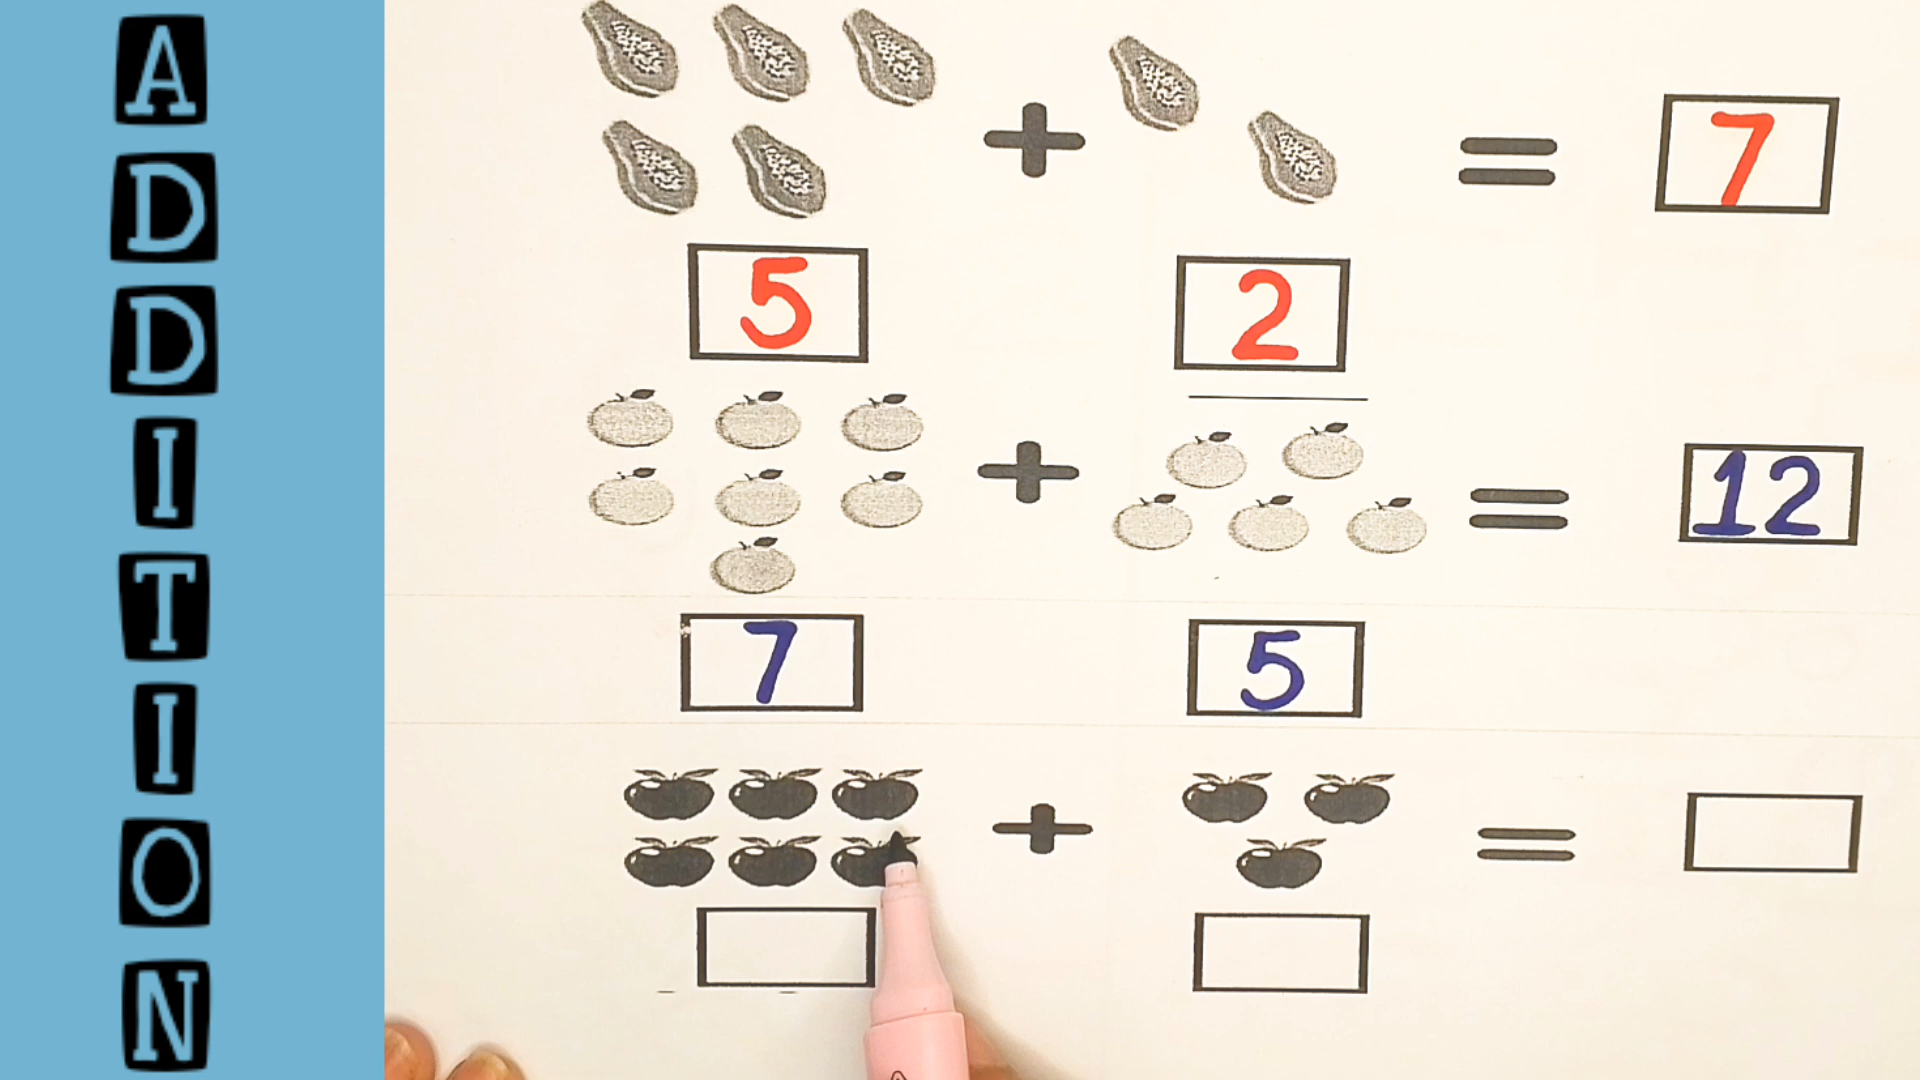 ADDITION
+ = 7
5 2
+ = 12
7 5
+ =